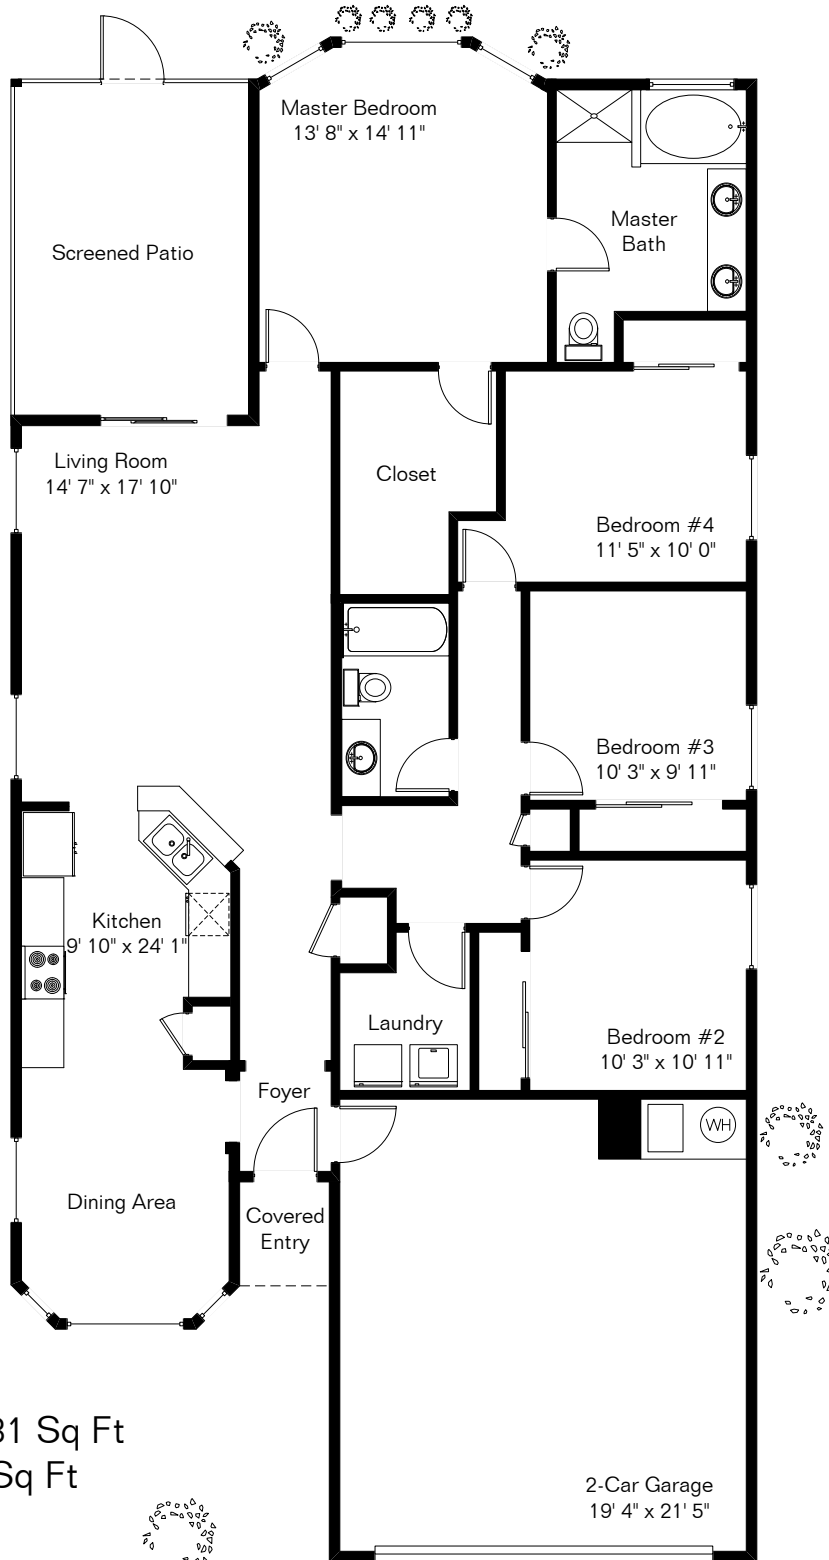 Master Bedroom
13' 8" x 14' 11"
Master
Bath
Screened Patio
Living Room
14' 7" x 17' 10"
Closet
Bedroom #4
11' 5" x 10' 0"
Bedroom #3
10' 3" x 9' 11"
Kitchen
9' 10" x 24' 1"
Laundry
Bedroom #2
10' 3" x 10' 11"
Foyer
WH
Dining Area
Covered
Entry
31 Sq Ft
Sq Ft
2-Car Garage
19' 4" x 21' 5"